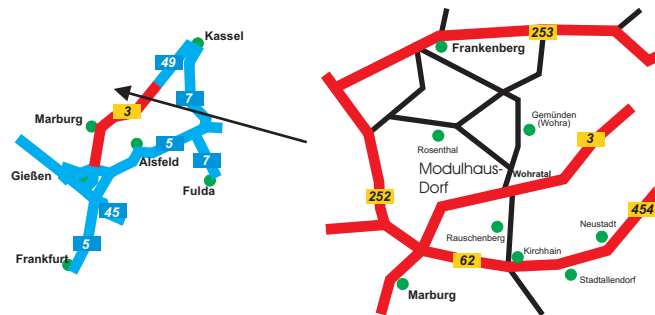 Kassel
49
7
3
Marburg
5
Alsfeld
7
Gießen
Fulda
45
5
Frankfurt
253
Frankenberg
Gemünden
(Wohra)
3
Rosenthal
Modulhaus-
Dorf
Wohratal
252
454
Neustadt
Rauschenberg
Kirchhain
62
Stadtallendorf
Marburg